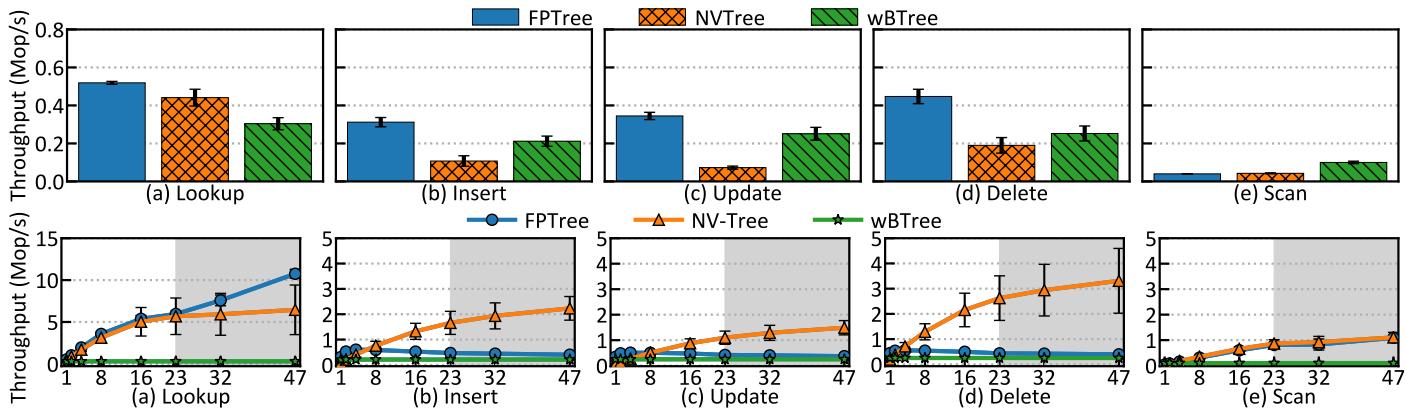 FPTree NVTree wBTree
Throughput (Mop/s)
0.8
0.6
0.4
0.2
0.0
(a) Lookup (b) Insert (c) Update (d) Delete (e) Scan
FPTree NV-Tree wBTree
Throughput (Mop/s)
15 5 5 5 5
4 4 4 4
10 3 3 3 3
5 2 2 2 2
1 1 1 1
0 0 0 0 0
1 8 16 23 32 47 1 8 16 23 32 47 1 8 16 23 32 47 1 8 16 23 32 47 1 8 16 23 32 47
(a) Lookup (b) Insert (c) Update (d) Delete (e) Scan